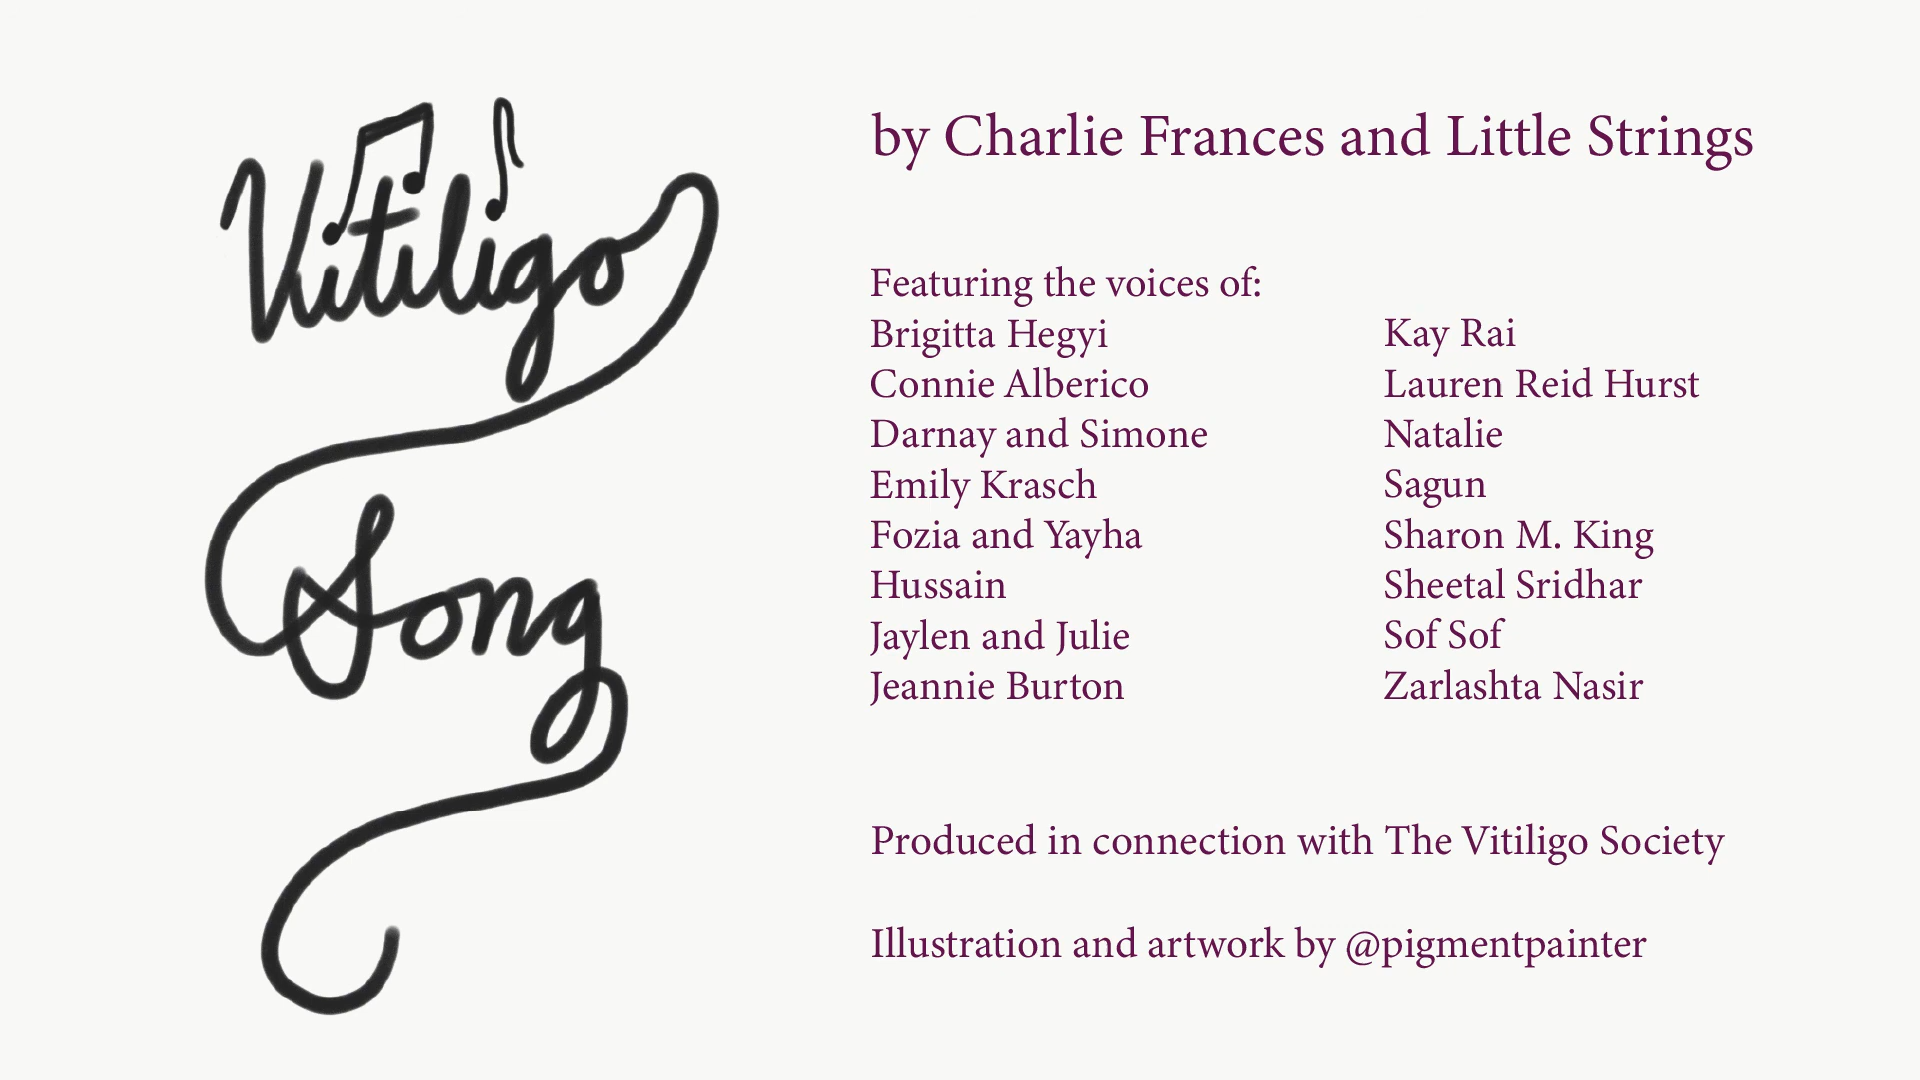 Vitiligo
Song
by Charlie Frances and Little Strings
Featuring the voices of:
Brigitta Hegyi
Connie Alberico
Darnay and Simone
Emily Krasch
Fozia and Yayha
Hussain
Jaylen and Julie
Jeannie Burton
Kay Rai
Lauren Reid Hurst
Natalie
Sagun
Sharon M. King
Sheetal Sridhar
Sof Sof
Zarlashta Nasir
Produced in connection with The Vitiligo Society
Illustration and artwork by @pigmentpainter